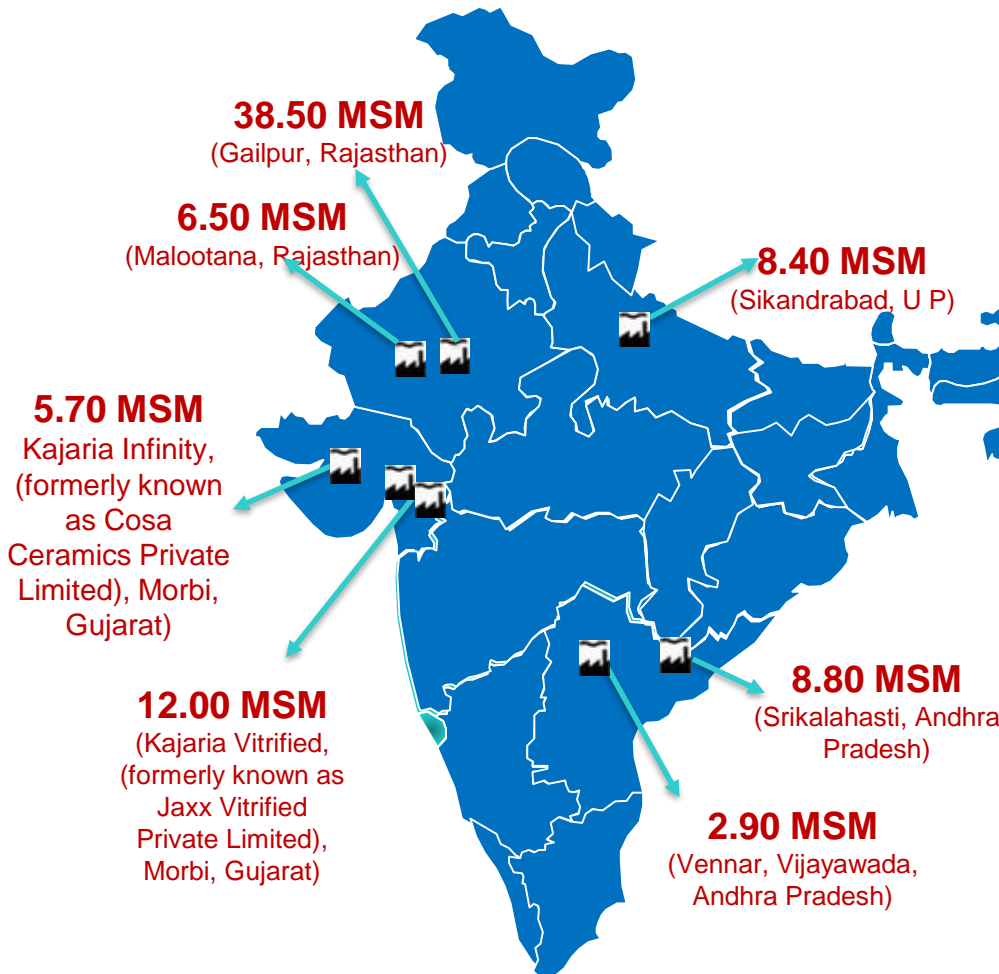 38.50 MSM
(Gailpur, Rajasthan)
6.50 MSM
(Malootana, Rajasthan)
8.40 MSM
(Sikandrabad, U P)
5.70 MSM
Kajaria Infinity,
(formerly known
as Cosa
Ceramics Private
Limited), Morbi,
Gujarat)
12.00 MSM
(Kajaria Vitrified,
(formerly known as
Jaxx Vitrified
Private Limited),
Morbi, Gujarat)
8.80 MSM
(Srikalahasti, Andhra
Pradesh)
2.90 MSM
(Vennar, Vijayawada,
Andhra Pradesh)